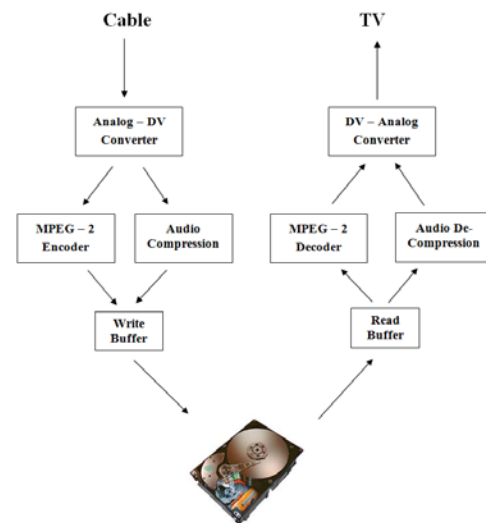 Cable
TV
Analog – DV
Converter
DV – Analog
Converter
MPEG – 2
Encoder
Audio
Compression
MPEG – 2
Decoder
Audio De-
Compression
Write
Buffer
Read
Buffer